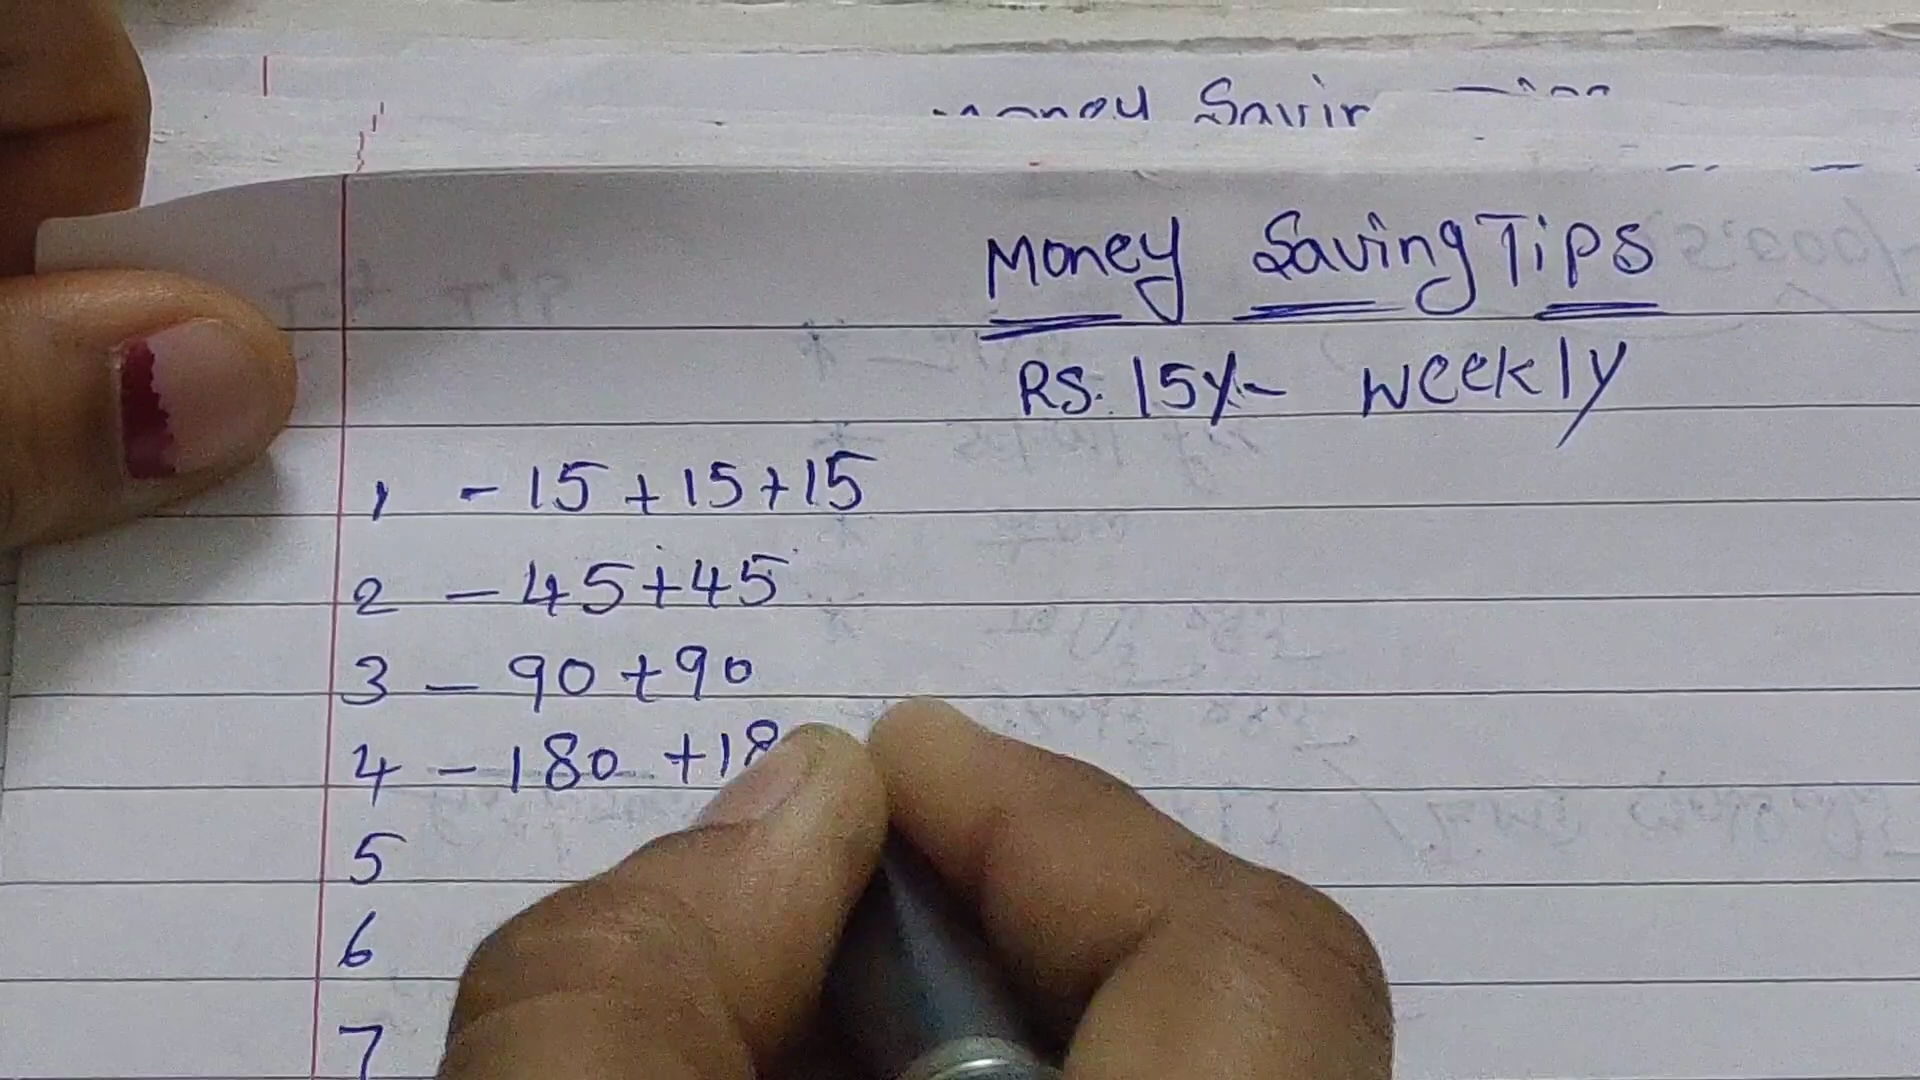 Money Saving Tips
RS. 15/- weekly
1 - 15 + 15 + 15
2 - 45 + 45
3 - 90 + 90
4 - 180 + 18
5
6
7